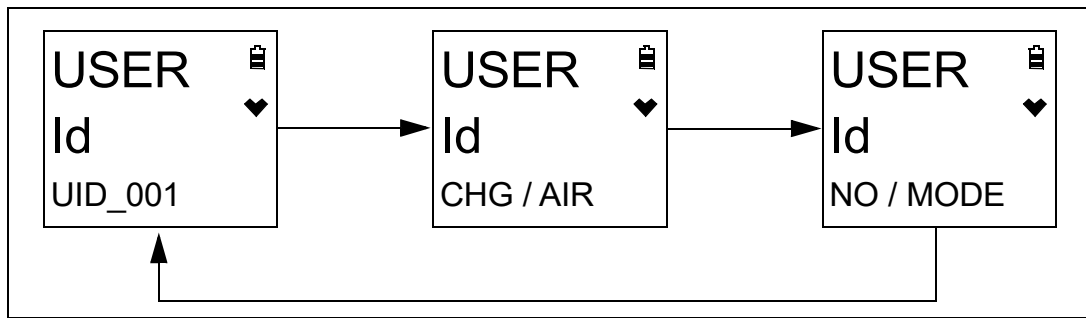 USER
Id
UID_001
USER
Id
CHG / AIR
USER
Id
NO / MODE